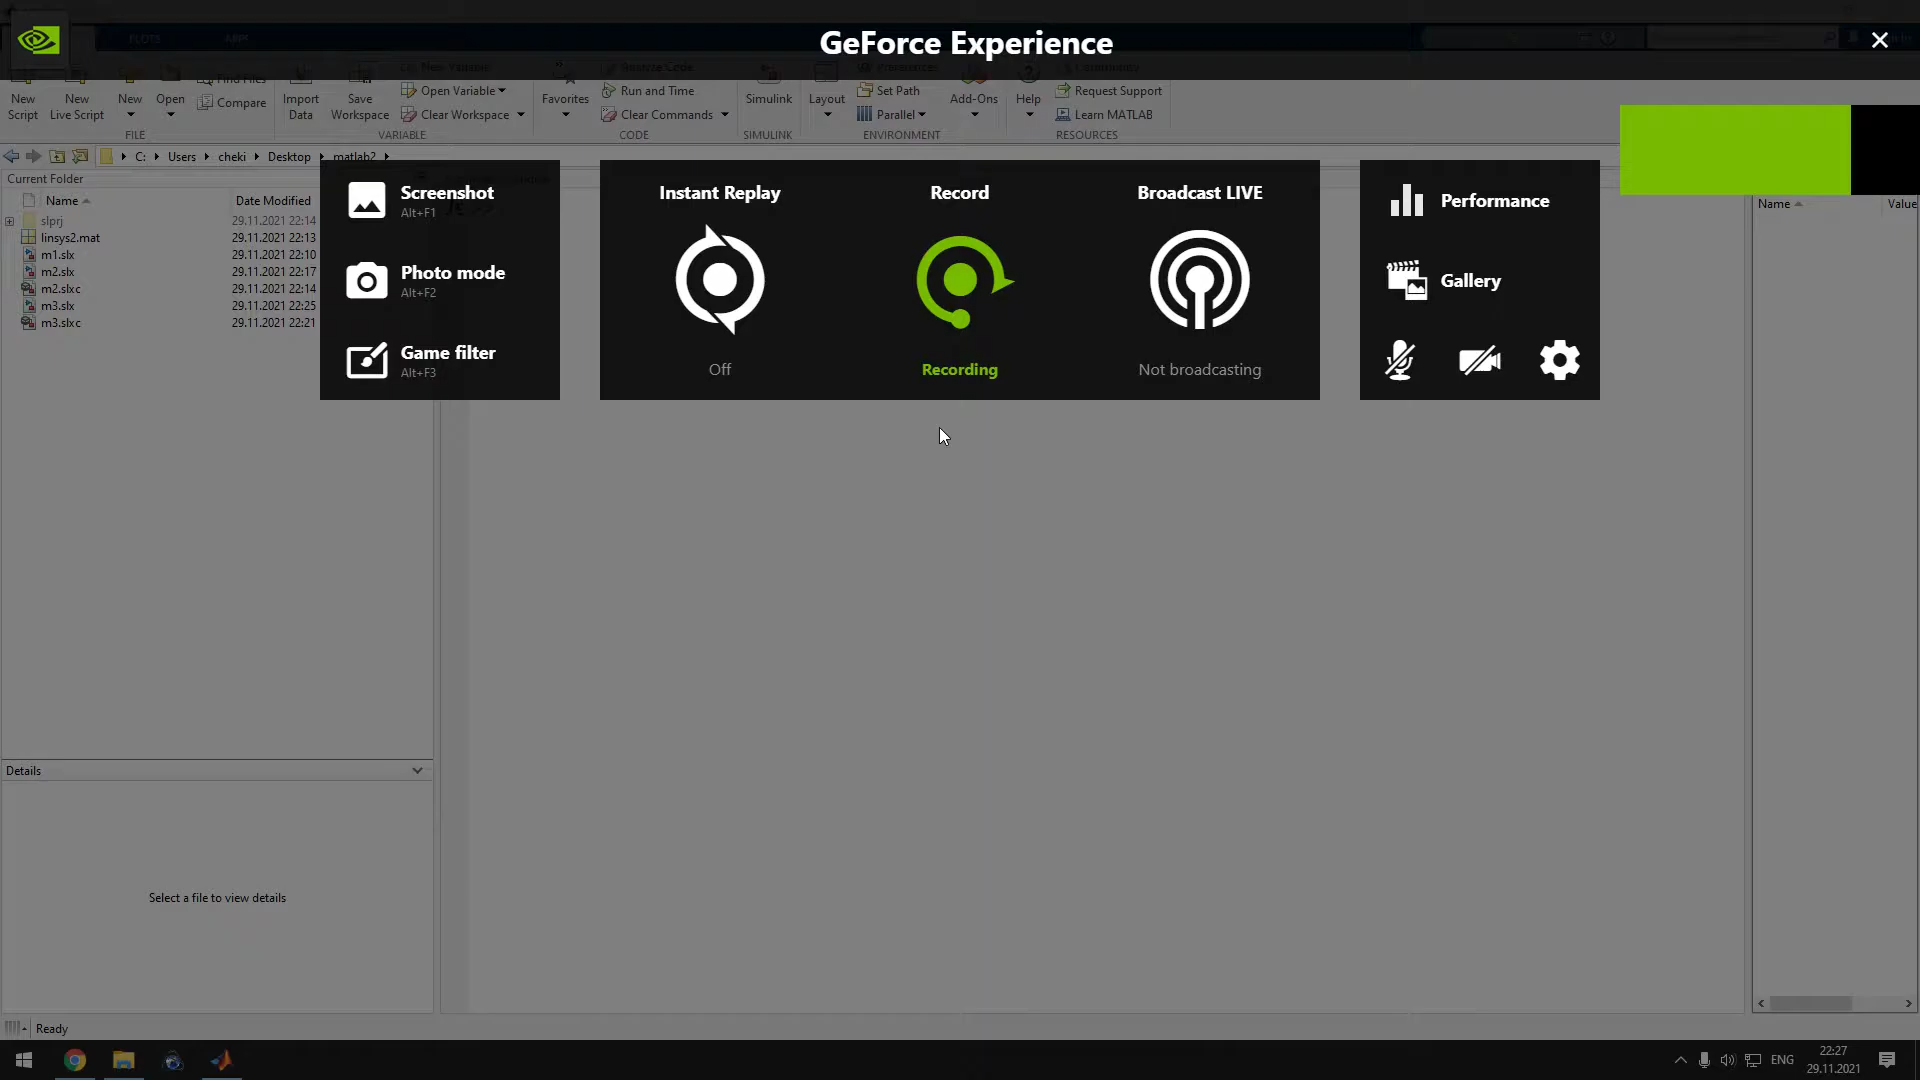 GeForce Experience
PLOTS APPS
New Variable Analyze Code Preferences Community
Find Files
New Script
New Live Script
New
Open
Compare
Import Data
Save Workspace
Open Variable
Clear Workspace
Favorites
Run and Time
Clear Commands
Simulink
Layout
Set Path
Parallel
Add-Ons
Help
Request Support
Learn MATLAB
FILE VARIABLE CODE SIMULINK ENVIRONMENT RESOURCES
C: Users cheki Desktop matlab2
Current Folder
Name Date Modified
slprj 29.11.2021 22:14
linsys2.mat 29.11.2021 22:13
m1.slx 29.11.2021 22:10
m2.slx 29.11.2021 22:17
m2.slxc 29.11.2021 22:14
m3.slx 29.11.2021 22:25
m3.slxc 29.11.2021 22:21
Screenshot
Alt+F1
Photo mode
Alt+F2
Game filter
Alt+F3
Instant Replay
Off
Record
Recording
Broadcast LIVE
Not broadcasting
Performance
Gallery
Name Value
Details
Select a file to view details
Ready
ENG
22:27
29.11.2021